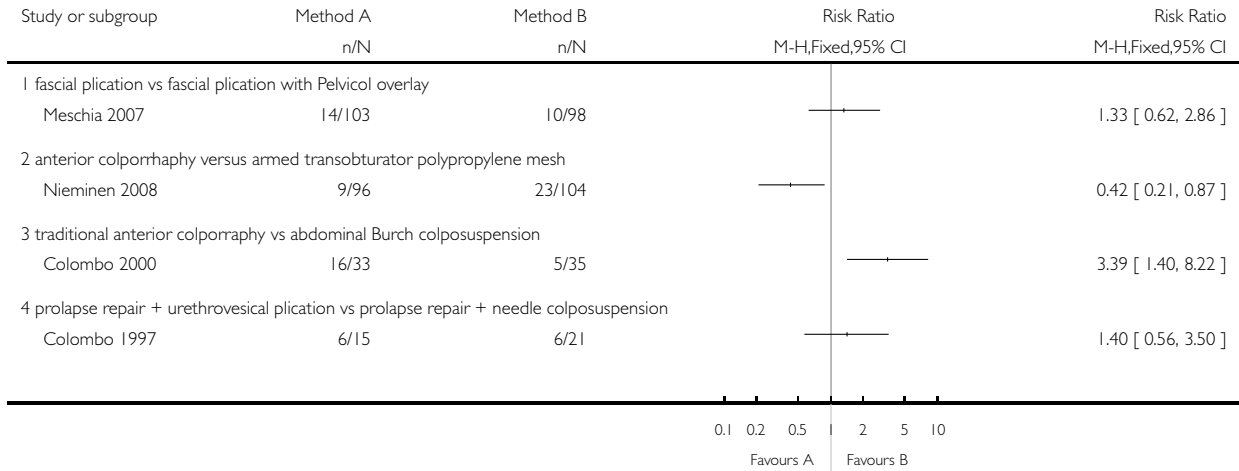 Study or subgroup Method A Method B Risk Ratio Risk Ratio
n/N n/N M-H,Fixed,95% CI M-H,Fixed,95% CI
1 fascial plication vs fascial plication with Pelvicol overlay
Meschia 2007 14/103 10/98 1.33 [ 0.62, 2.86 ]
2 anterior colporrhaphy versus armed transobturator polypropylene mesh
Nieminen 2008 9/96 23/104 0.42 [ 0.21, 0.87 ]
3 traditional anterior colporraphy vs abdominal Burch colposuspension
Colombo 2000 16/33 5/35 3.39 [ 1.40, 8.22 ]
4 prolapse repair + urethrovesical plication vs prolapse repair + needle colposuspension
Colombo 1997 6/15 6/21 1.40 [ 0.56, 3.50 ]
0.1 0.2 0.5 1 2 5 10
Favours A Favours B